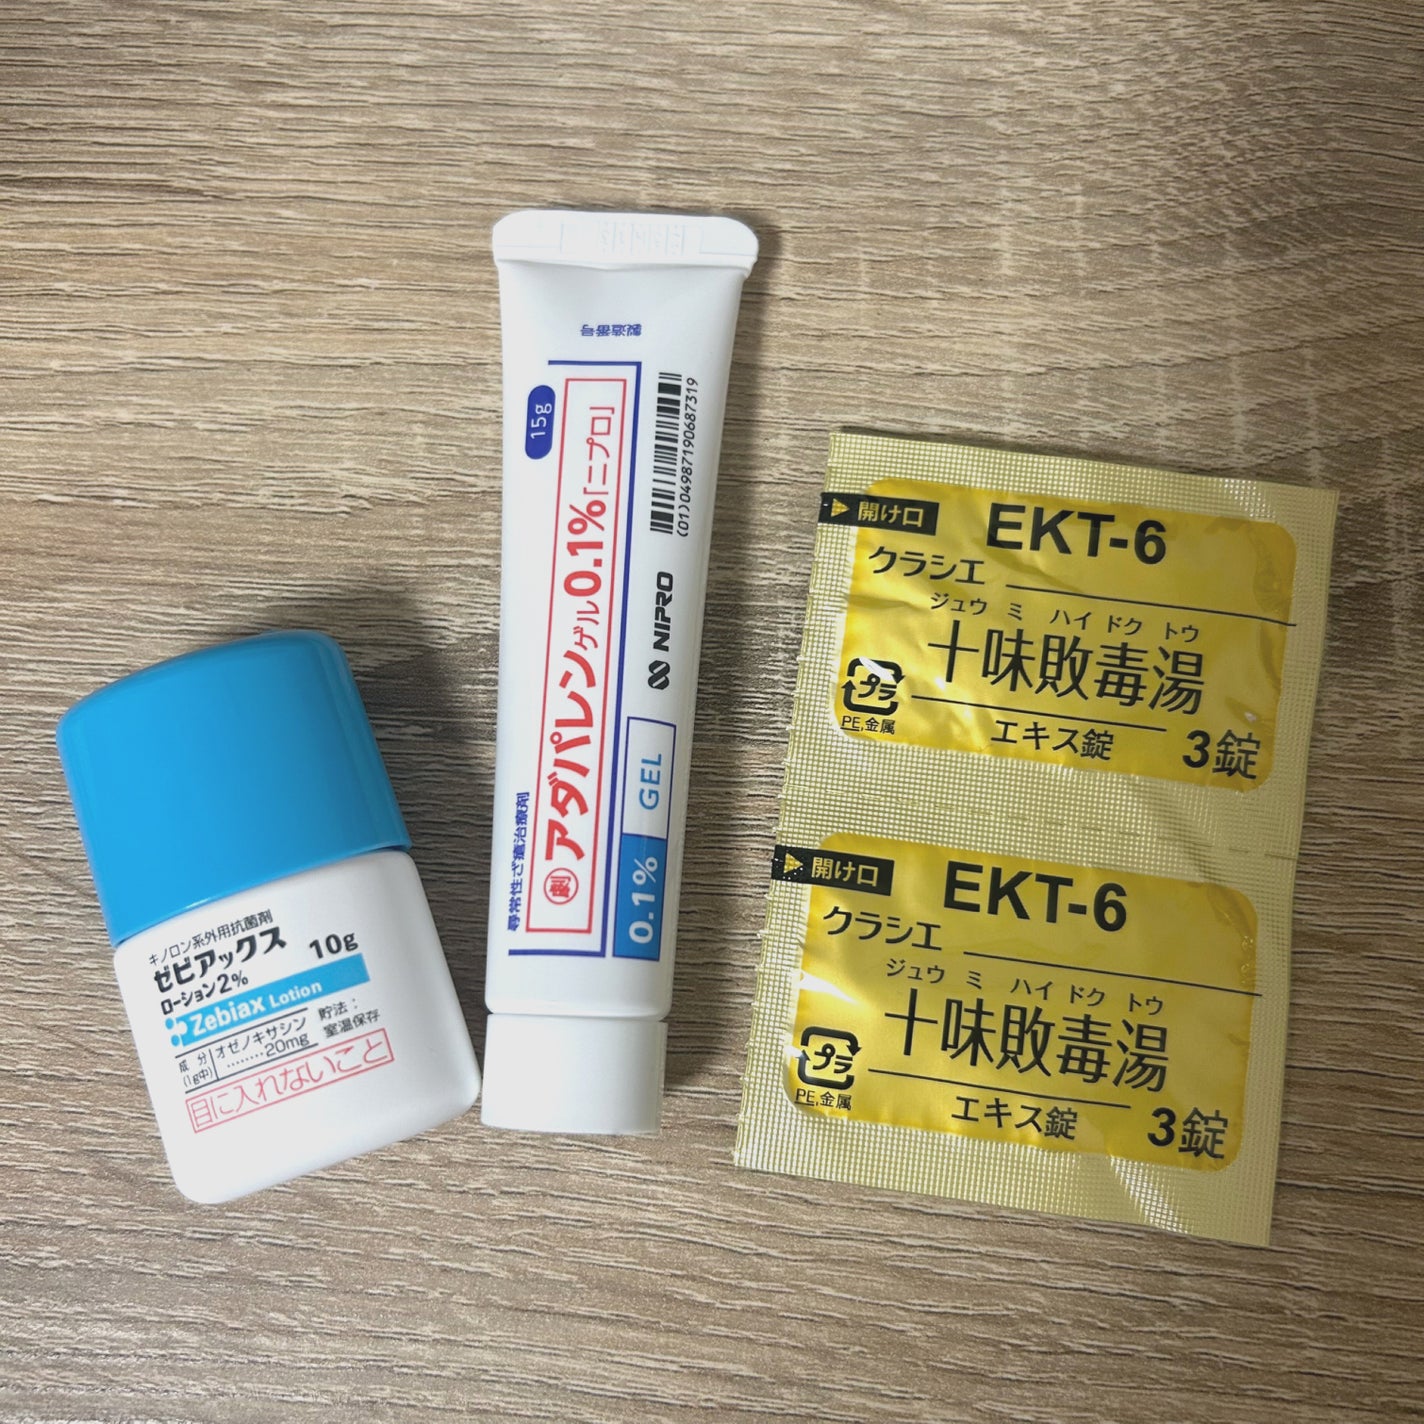 キノロン系外用抗菌剤
ゼビアックス
ローション2% 10g
Zebiax Lotion
成分
(1g中)
オゼノキサシン
………20mg
貯法：
室温保存
目に入れないこと
製造番号
15g
尋常性ざ瘡治療剤
劇 アダパレンゲル0.1%「ニプロ」
0.1% GEL
NIPRO
(01)04987190687319
開け口
EKT-6
クラシエ
ジュウ ミ ハイ ドク トウ
十味敗毒湯
プラ
PE,金属
エキス錠 3錠
開け口
EKT-6
クラシエ
ジュウ ミ ハイ ドク トウ
十味敗毒湯
プラ
PE,金属
エキス錠 3錠